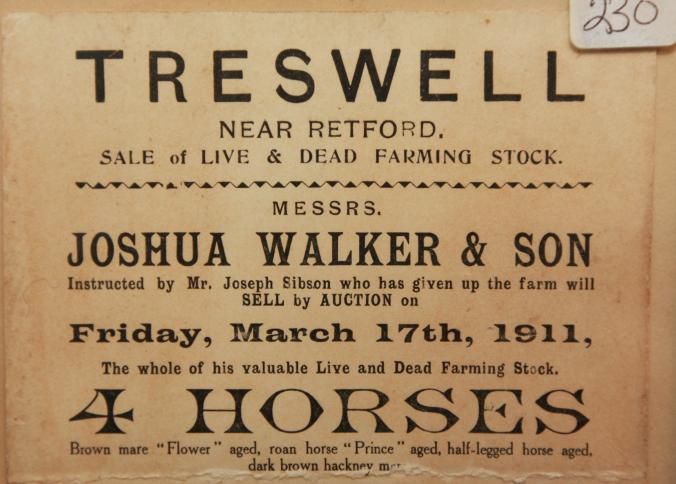 230
TRESWELL
NEAR RETFORD.
SALE of LIVE & DEAD FARMING STOCK.
MESSRS.
JOSHUA WALKER & SON
Instructed by Mr. Joseph Sibson who has given up the farm will
SELL by AUCTION on
Friday, March 17th, 1911,
The whole of his valuable Live and Dead Farming Stock.
4 HORSES
Brown mare "Flower" aged, roan horse "Prince" aged, half-legged horse aged,
dark brown hackney